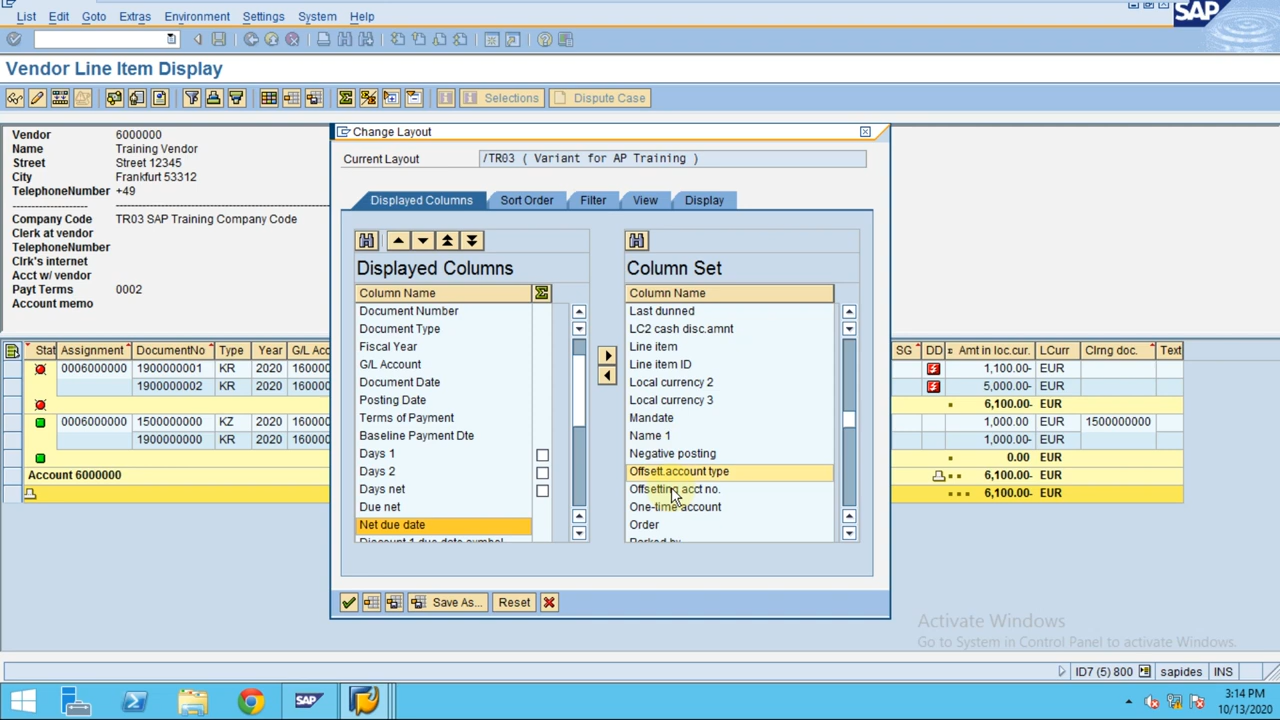 List Edit Goto Extras Environment Settings System Help
SAP
Vendor Line Item Display
Selections Dispute Case
Vendor 6000000
Name Training Vendor
Street Street 12345
City Frankfurt 53312
TelephoneNumber +49
Company Code TR03 SAP Training Company Code
Clerk at vendor
TelephoneNumber
Clrk's internet
Acct w/ vendor
Payt Terms 0002
Account memo
Stat Assignment DocumentNo Type Year G/L Acc SG DD Amt in loc.cur. LCurr Clrng doc. Text
0006000000 1900000001 KR 2020 160000 1,100.00- EUR
1900000002 KR 2020 160000 5,000.00- EUR
6,100.00- EUR
0006000000 1500000000 KZ 2020 160000 1,000.00 EUR 1500000000
1900000000 KR 2020 160000 1,000.00- EUR
0.00 EUR
Account 6000000 6,100.00- EUR
6,100.00- EUR
Change Layout
Current Layout /TR03 ( Variant for AP Training )
Displayed Columns Sort Order Filter View Display
Displayed Columns
Column Name
Document Number
Document Type
Fiscal Year
G/L Account
Document Date
Posting Date
Terms of Payment
Baseline Payment Dte
Days 1
Days 2
Days net
Due net
Net due date
Discount 1 due date symbol
Column Set
Column Name
Last dunned
LC2 cash disc.amnt
Line item
Line item ID
Local currency 2
Local currency 3
Mandate
Name 1
Negative posting
Offsett.account type
Offsetting acct no.
One-time account
Order
Parked by
Save As... Reset
Activate Windows
Go to System in Control Panel to activate Windows.
ID7 (5) 800 sapides INS
SAP
3:14 PM
10/13/2020